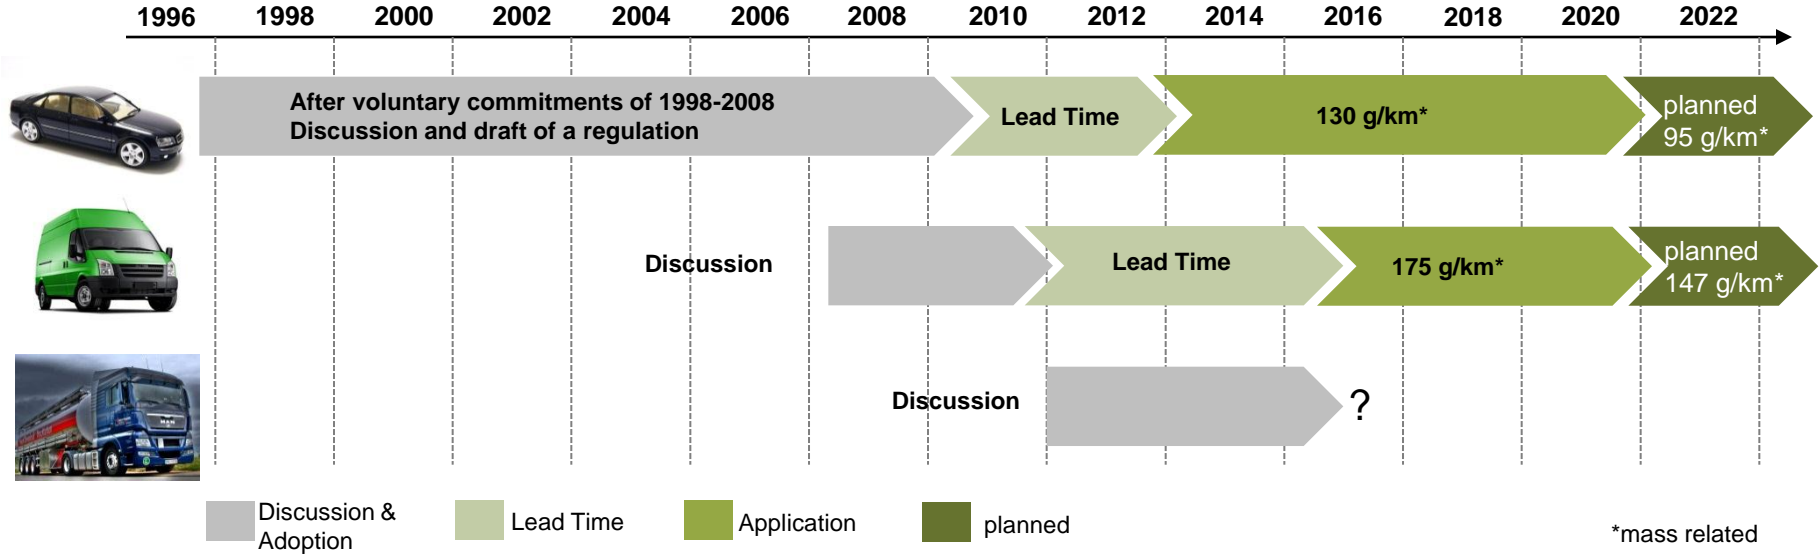 1996 1998 2000 2002 2004 2006 2008 2010 2012 2014 2016 2018 2020 2022
After voluntary commitments of 1998-2008
Discussion and draft of a regulation
Lead Time
130 g/km*
planned
95 g/km*
Discussion
Lead Time
175 g/km*
planned
147 g/km*
Discussion
?
MAN
Discussion &
Adoption
Lead Time
Application
planned
*mass related